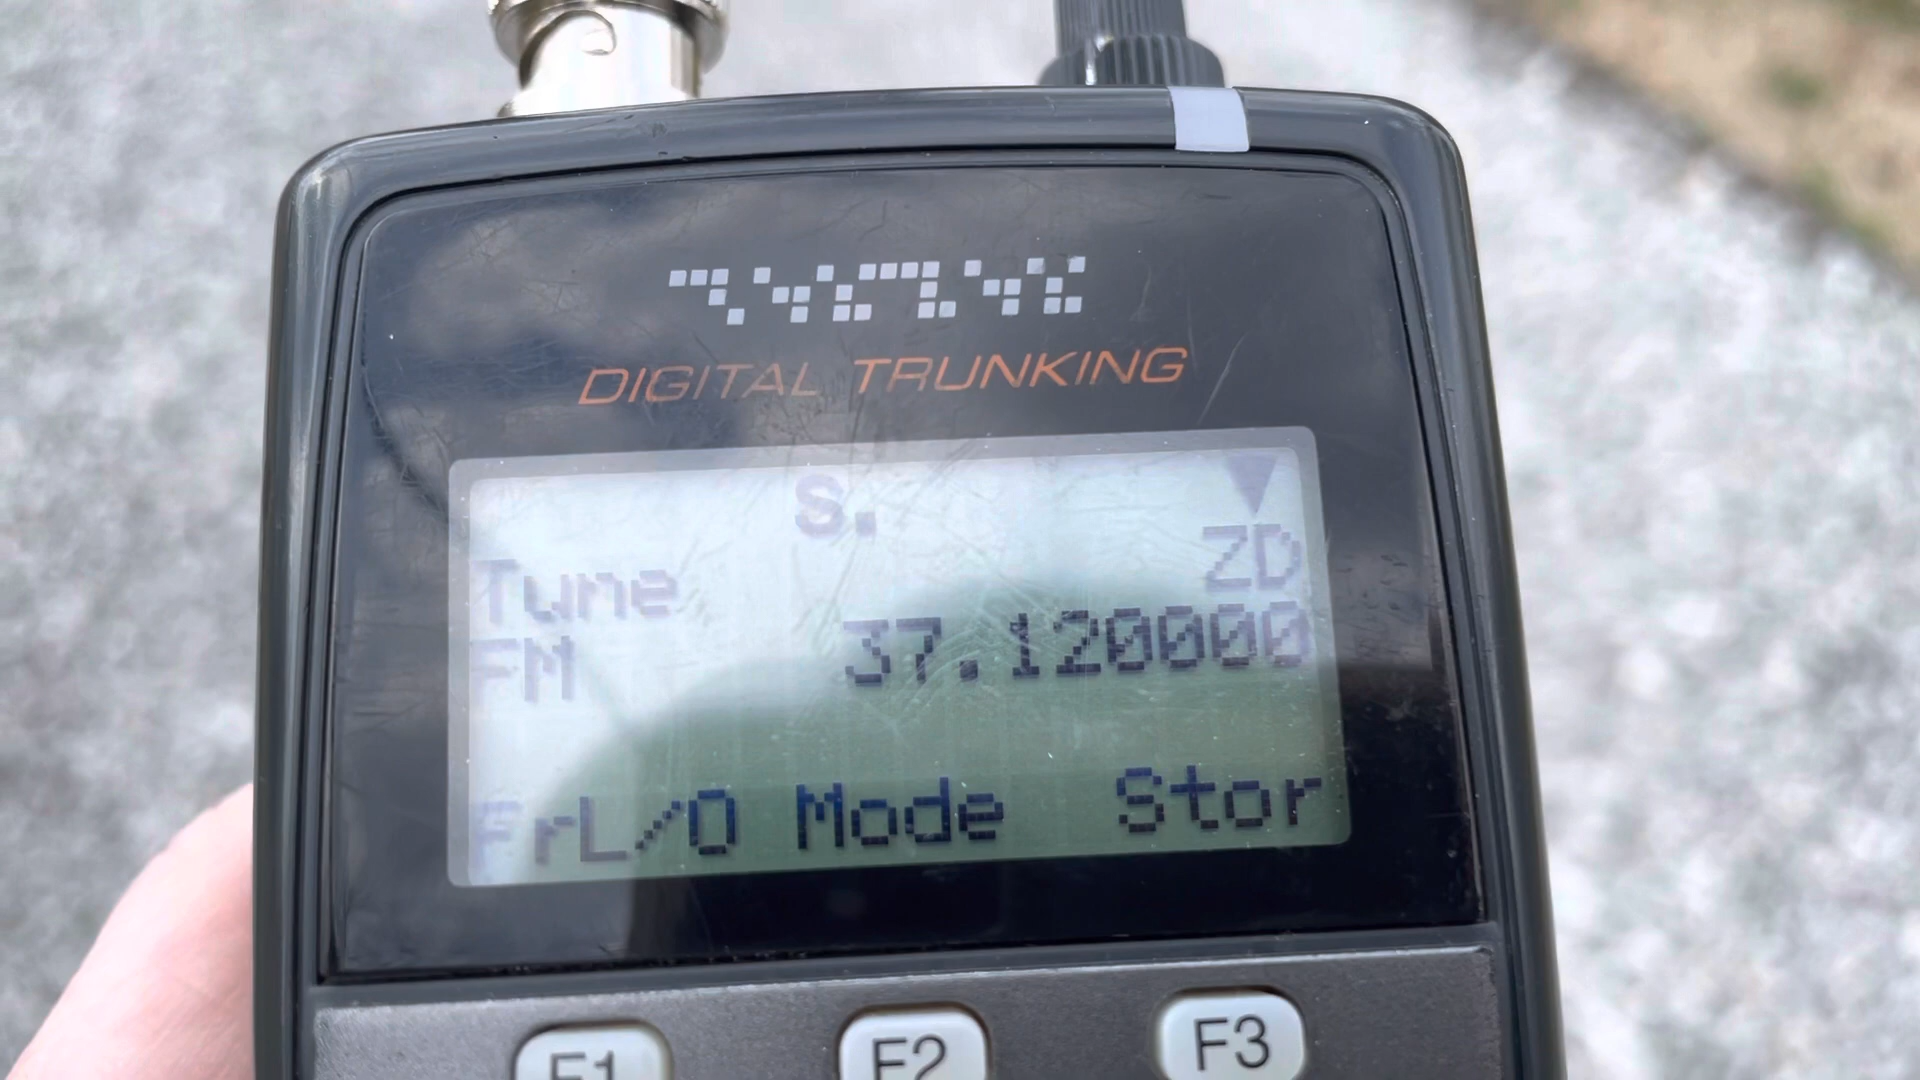 DIGITAL TRUNKING
S.
ZD
Tune
FM 37.120000
FrL/O Mode Stor
F1 F2 F3